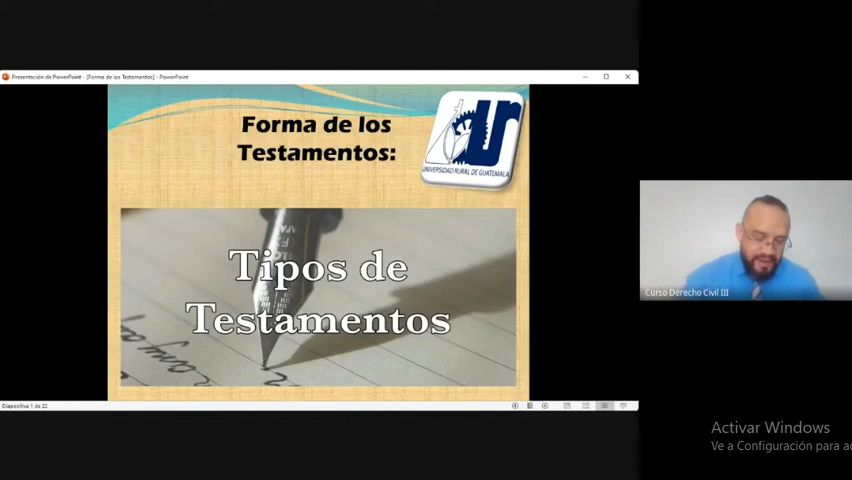 Presentación de PowerPoint - [Forma de los Testamentos] - PowerPoint
Forma de los
Testamentos:
UNIVERSIDAD RURAL DE GUATEMALA
Tipos de
Testamentos
Curso Derecho Civil III
Diapositiva 1 de 22
Activar Windows
Ve a Configuración para ac